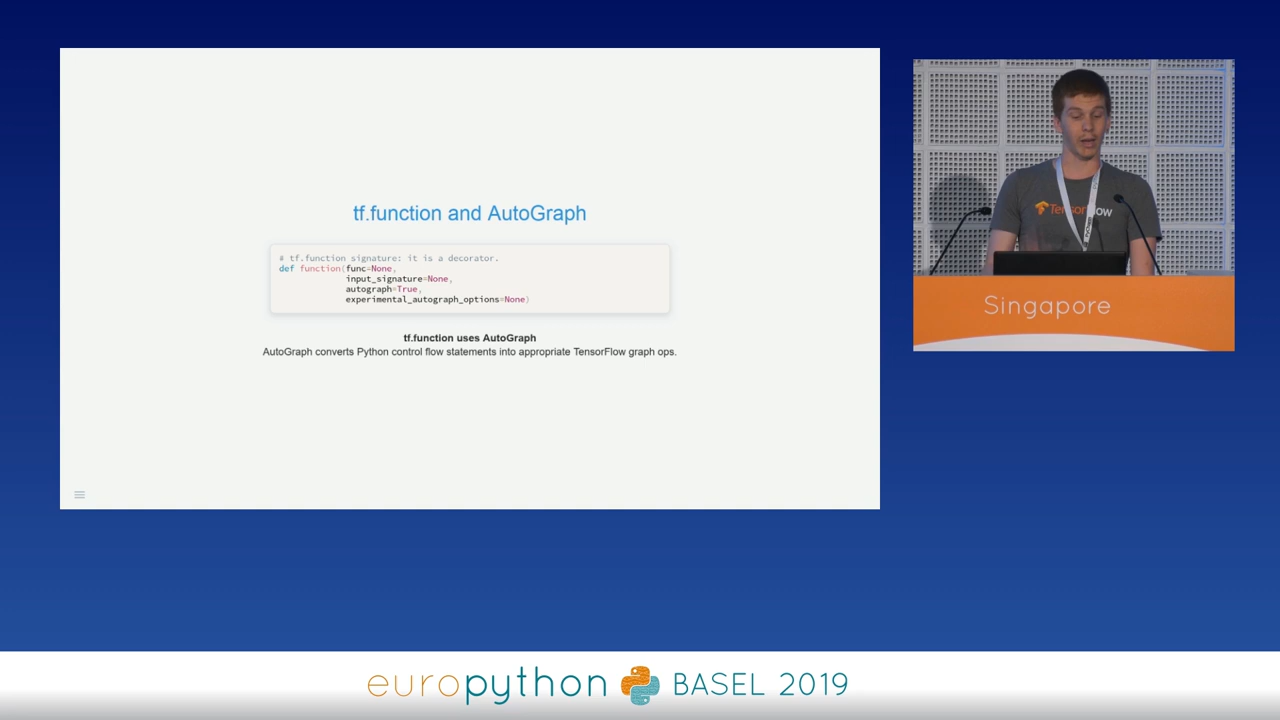 tf.function and AutoGraph
# tf.function signature: it is a decorator.
def function(func=None,
input_signature=None,
autograph=True,
experimental_autograph_options=None)
tf.function uses AutoGraph
AutoGraph converts Python control flow statements into appropriate TensorFlow graph ops.
TensorFlow
Singapore
europython BASEL 2019